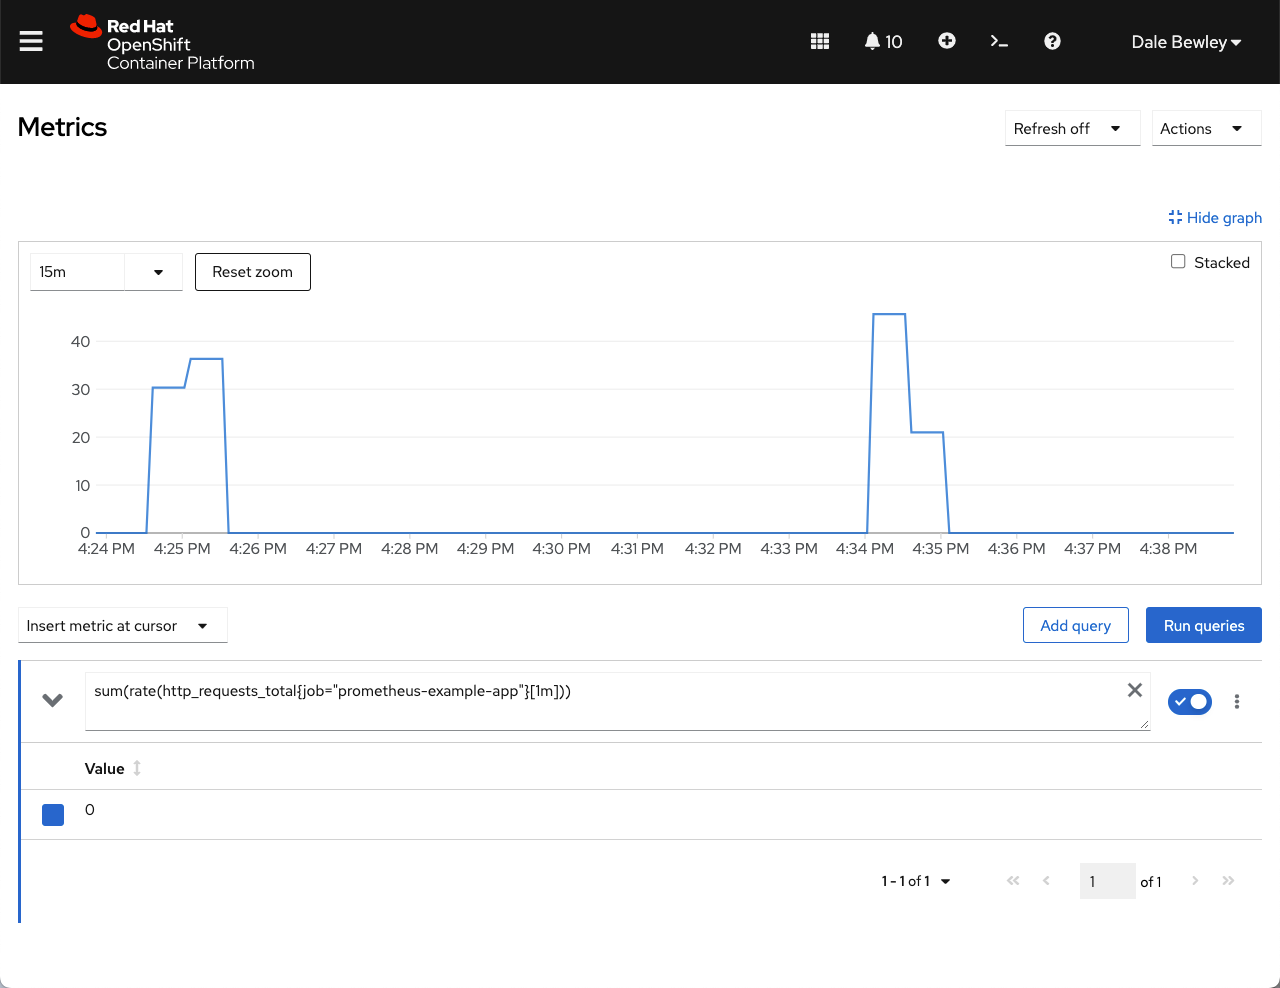 Red Hat
OpenShift
Container Platform
10
Dale Bewley
Metrics
Refresh off
Actions
Hide graph
15m
Reset zoom
Stacked
40
30
20
10
0
4:24 PM 4:25 PM 4:26 PM 4:27 PM 4:28 PM 4:29 PM 4:30 PM 4:31 PM 4:32 PM 4:33 PM 4:34 PM 4:35 PM 4:36 PM 4:37 PM 4:38 PM
Insert metric at cursor
Add query
Run queries
sum(rate(http_requests_total{job="prometheus-example-app"}[1m]))
Value
0
1 - 1 of 1
1 of 1